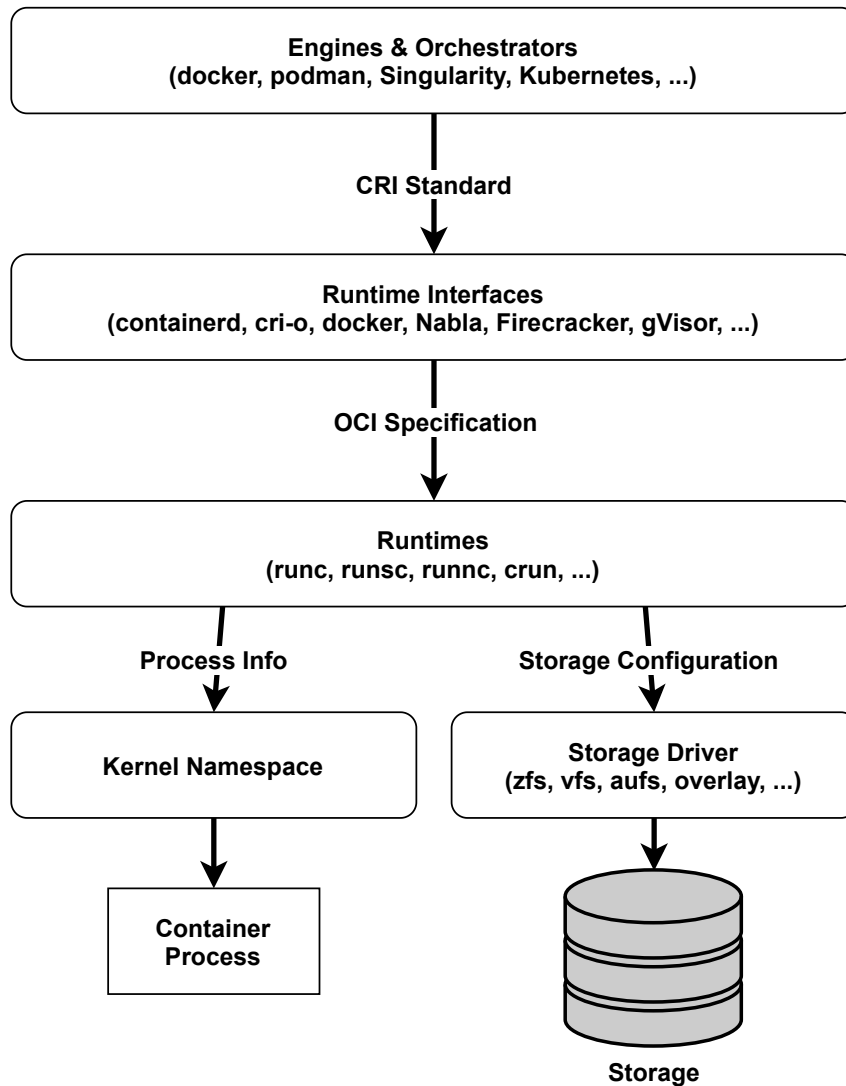 Engines & Orchestrators
(docker, podman, Singularity, Kubernetes, ...)
CRI Standard
Runtime Interfaces
(containerd, cri-o, docker, Nabla, Firecracker, gVisor, ...)
OCI Specification
Runtimes
(runc, runsc, runnc, crun, ...)
Process Info
Storage Configuration
Kernel Namespace
Storage Driver
(zfs, vfs, aufs, overlay, ...)
Container
Process
Storage